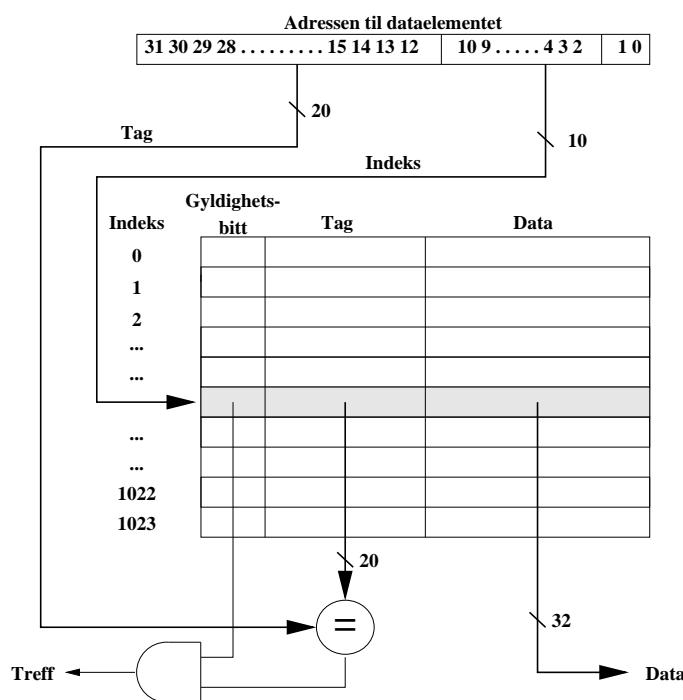 Adressen til dataelementet
31 30 29 28 . . . . . . . . . 15 14 13 12 10 9 . . . . . 4 3 2 1 0
20
Tag
10
Indeks
Gyldighets-
bitt
Indeks
Tag
Data
0
1
2
...
...
...
...
1022
1023
20
=
32
Treff
Data